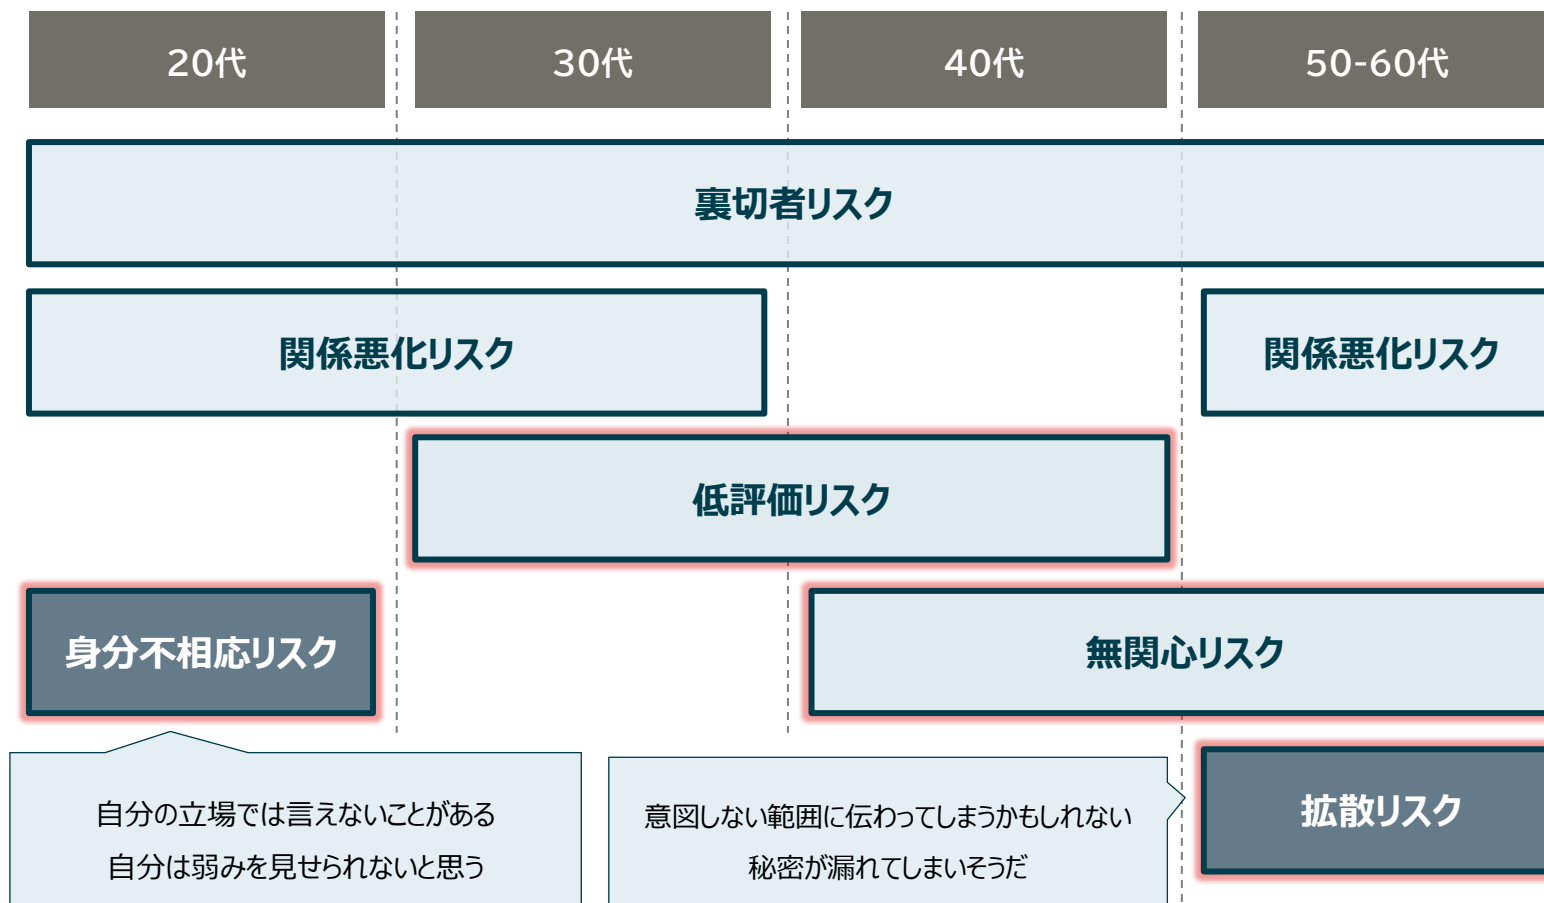 20代
30代
40代
50-60代
裏切者リスク
関係悪化リスク
関係悪化リスク
低評価リスク
身分不相応リスク
無関心リスク
自分の立場では言えないことがある
自分は弱みを見せられないと思う
意図しない範囲に伝わってしまうかもしれない
秘密が漏れてしまいそうだ
拡散リスク